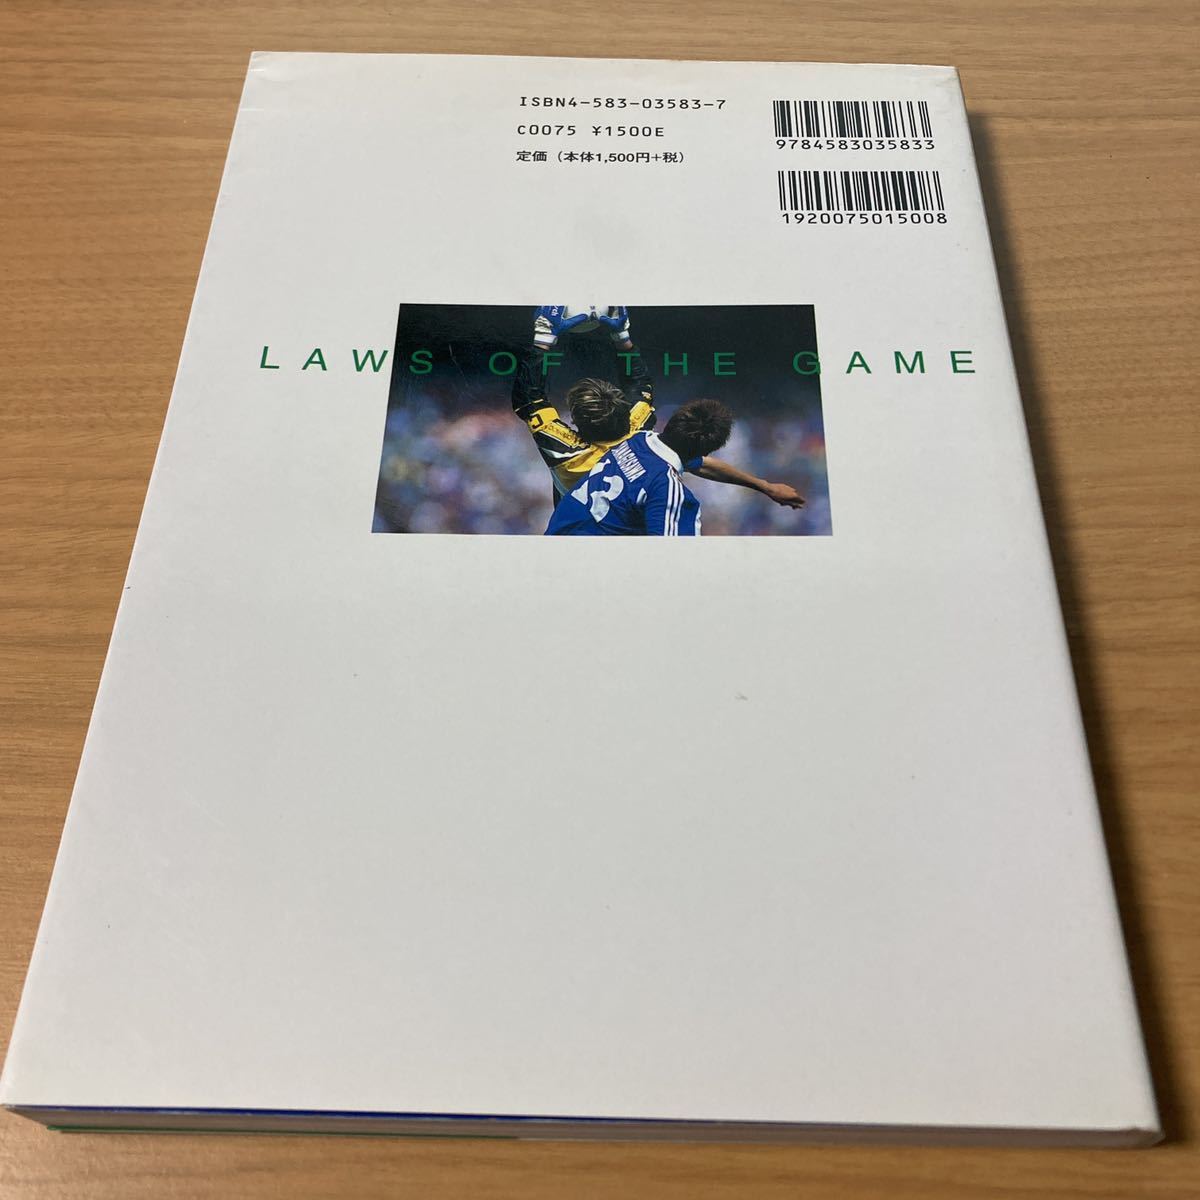 ISBN4-583-03583-7
C0075 ¥1500E
定価（本体1,500円+税）
9784583035833
1920075015008
LAWS OF THE GAME
13